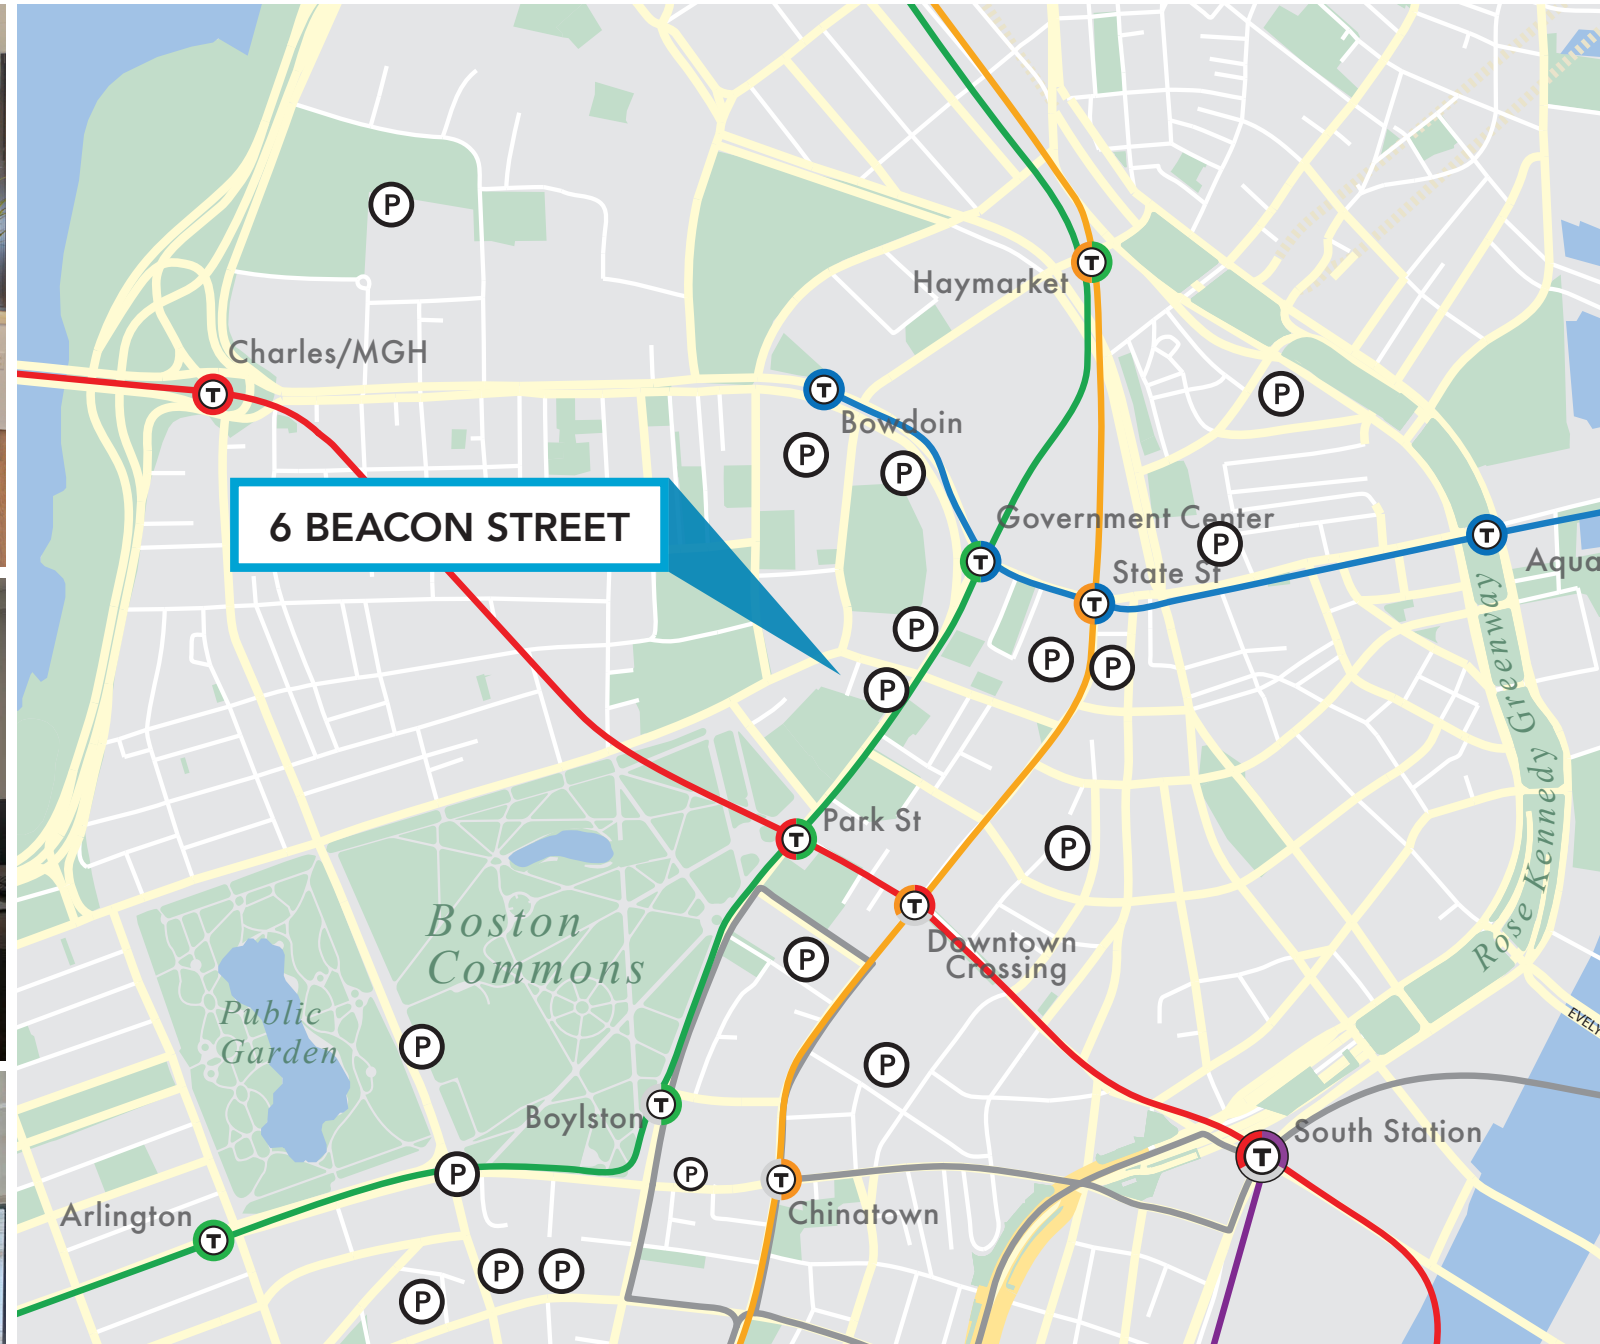 P
T
Haymarket
Charles/MGH
T
T
Bowdoin
P
P
P
6 BEACON STREET
Government Center
P
T
T
Aqua
State St
T
P
P
P
P
Rose Kennedy Greenway
Park St
T
P
T
Boston
Commons
Downtown
Crossing
P
Public
Garden
P
P
EVELY
Boylston
T
South Station
T
P
P
T
Arlington
T
Chinatown
P
P
P